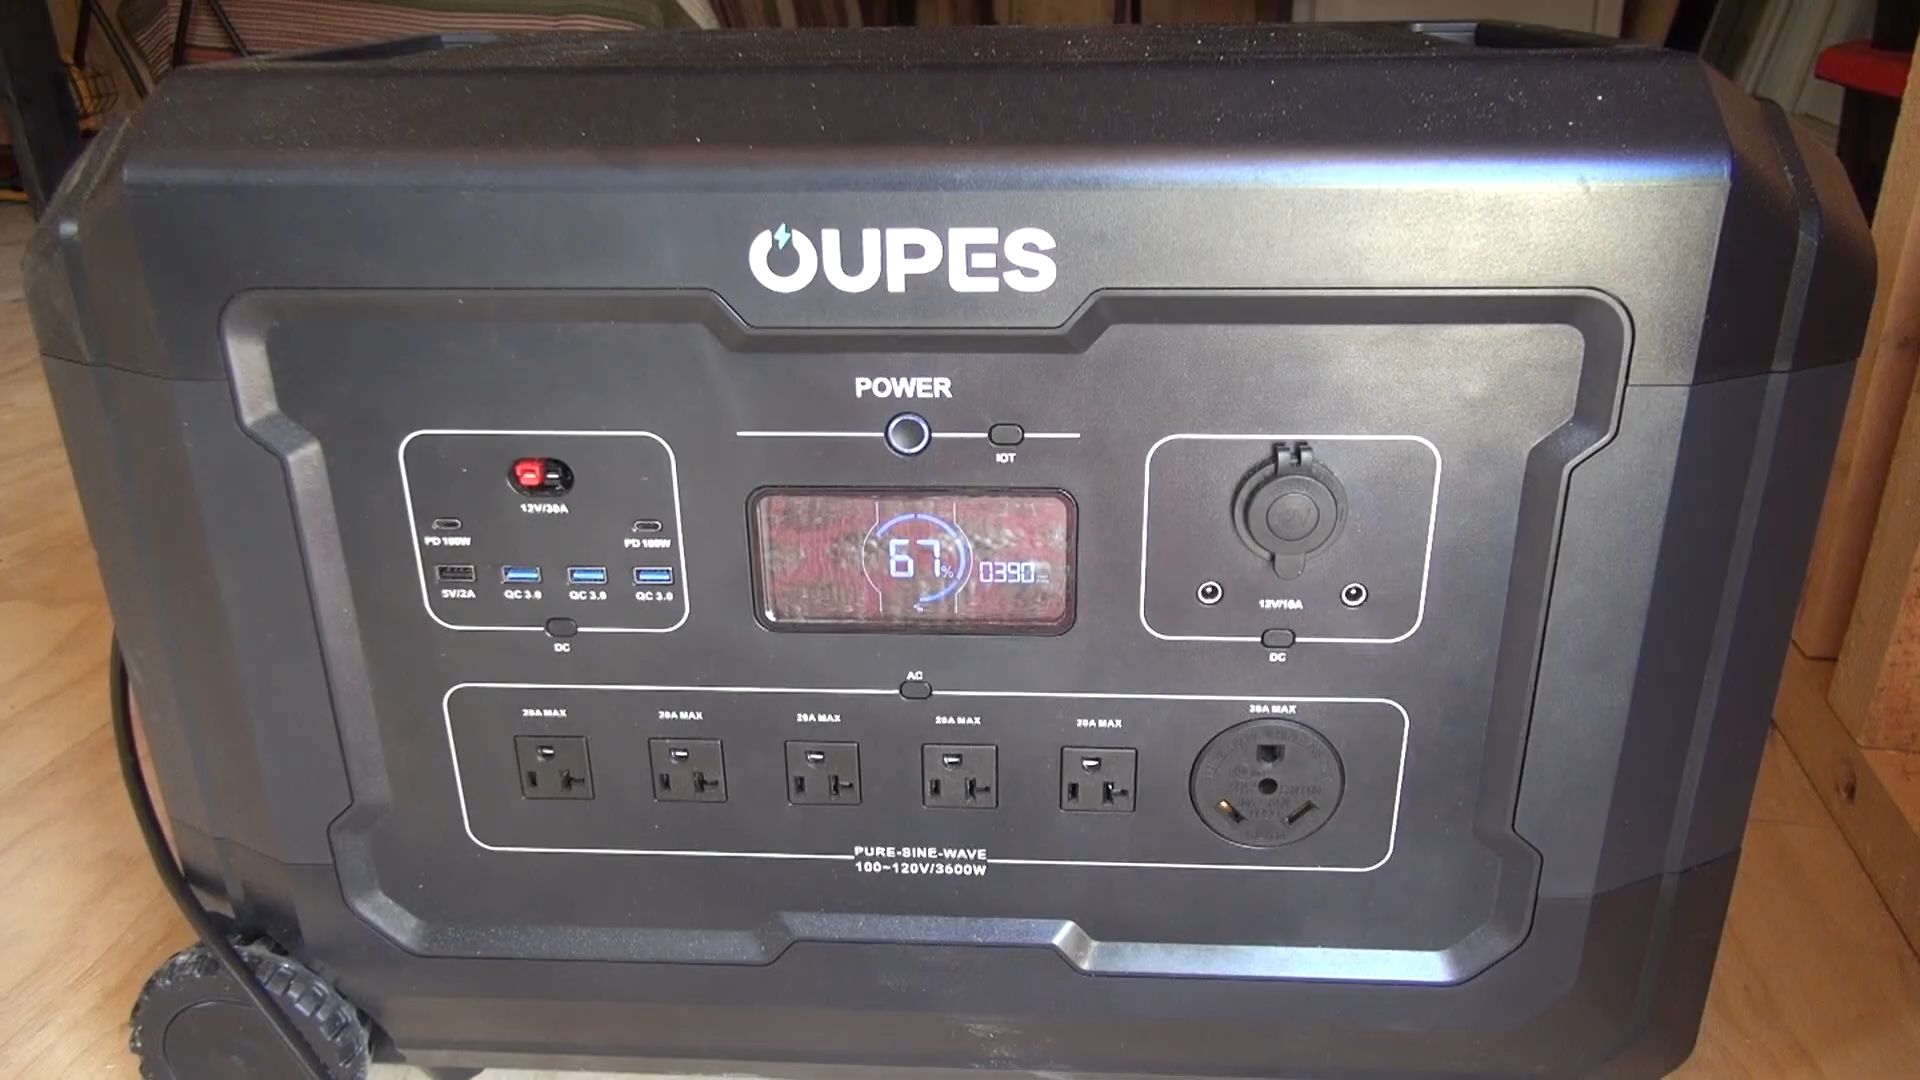 OUPES
POWER
IOT
12V/30A
PD 100W PD 100W
5V/2A QC 3.0 QC 3.0 QC 3.0
DC
67%
0390
12V/10A
DC
AC
20A MAX 20A MAX 20A MAX 20A MAX 20A MAX 30A MAX
PURE-SINE-WAVE
100~120V/3600W